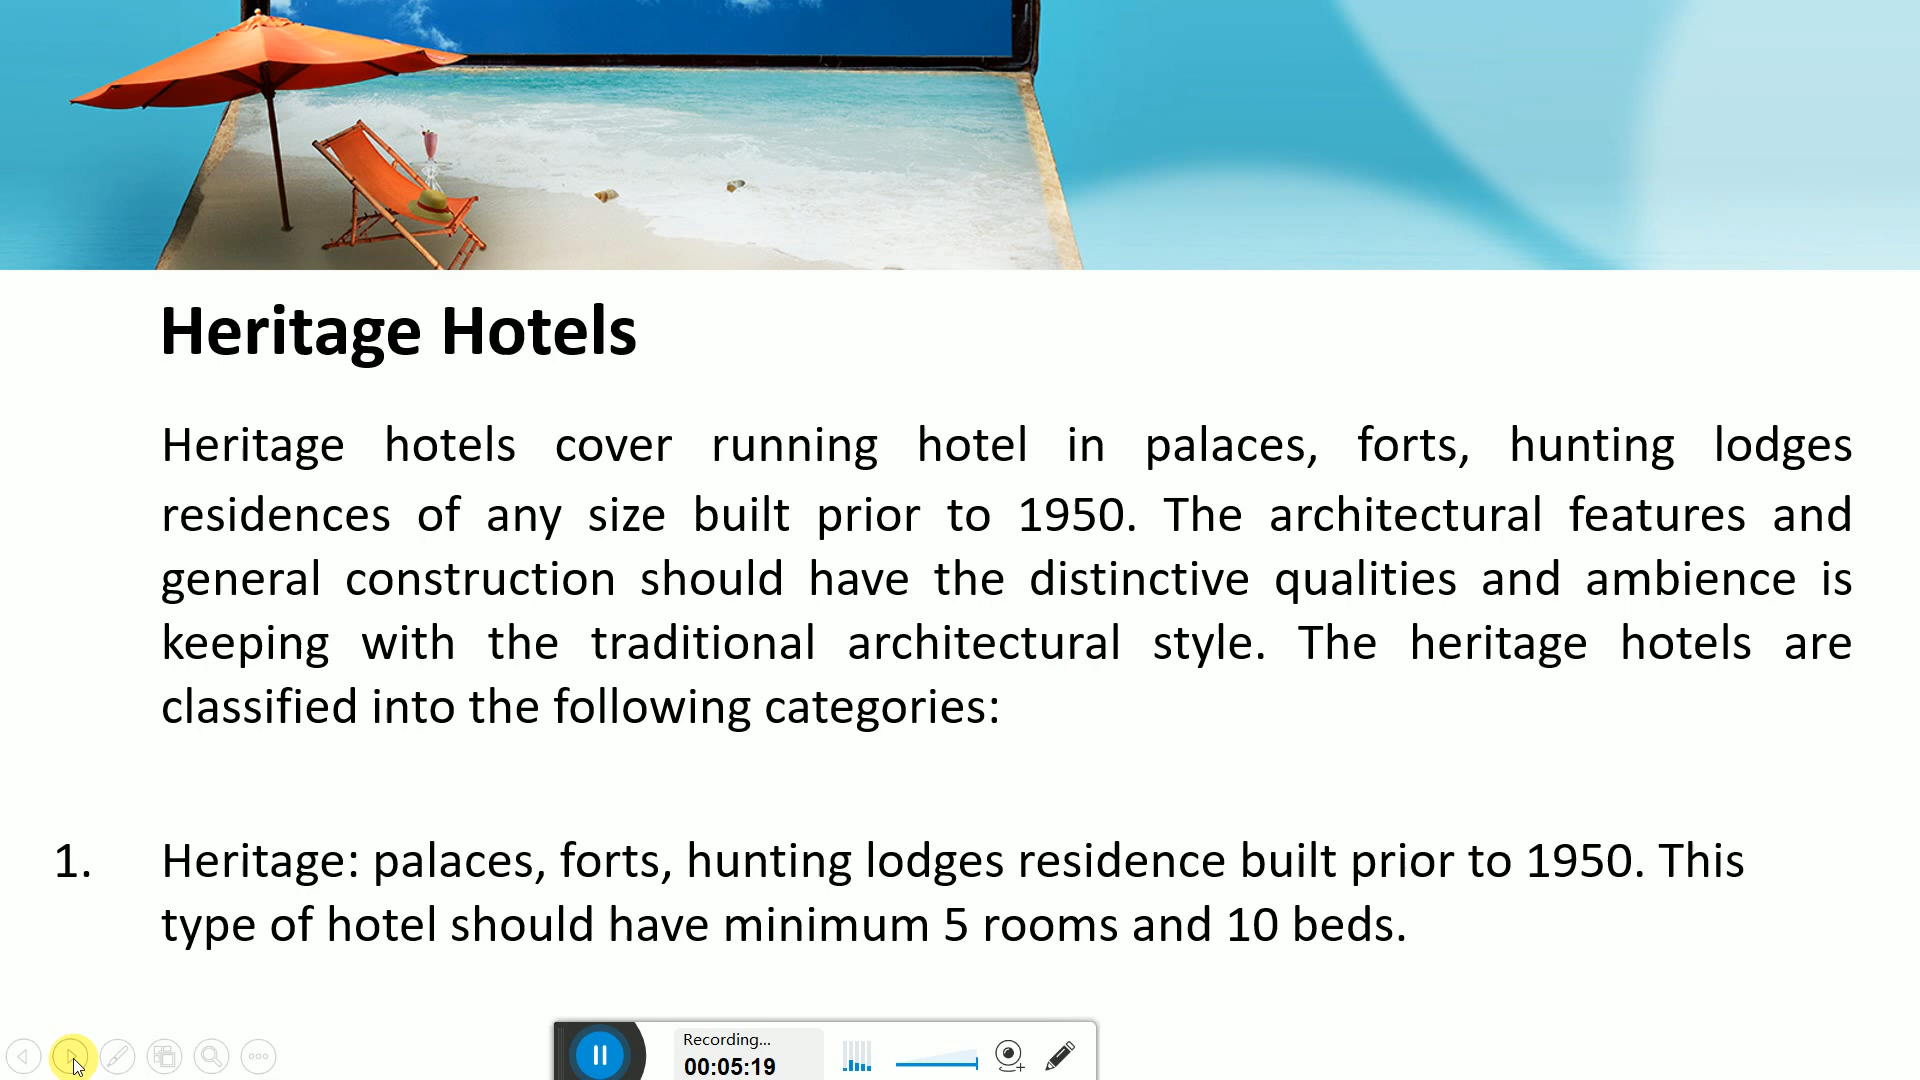 Heritage Hotels
Heritage hotels cover running hotel in palaces, forts, hunting lodges
residences of any size built prior to 1950. The architectural features and
general construction should have the distinctive qualities and ambience is
keeping with the traditional architectural style. The heritage hotels are
classified into the following categories:
1. Heritage: palaces, forts, hunting lodges residence built prior to 1950. This
type of hotel should have minimum 5 rooms and 10 beds.
Recording...
00:05:19